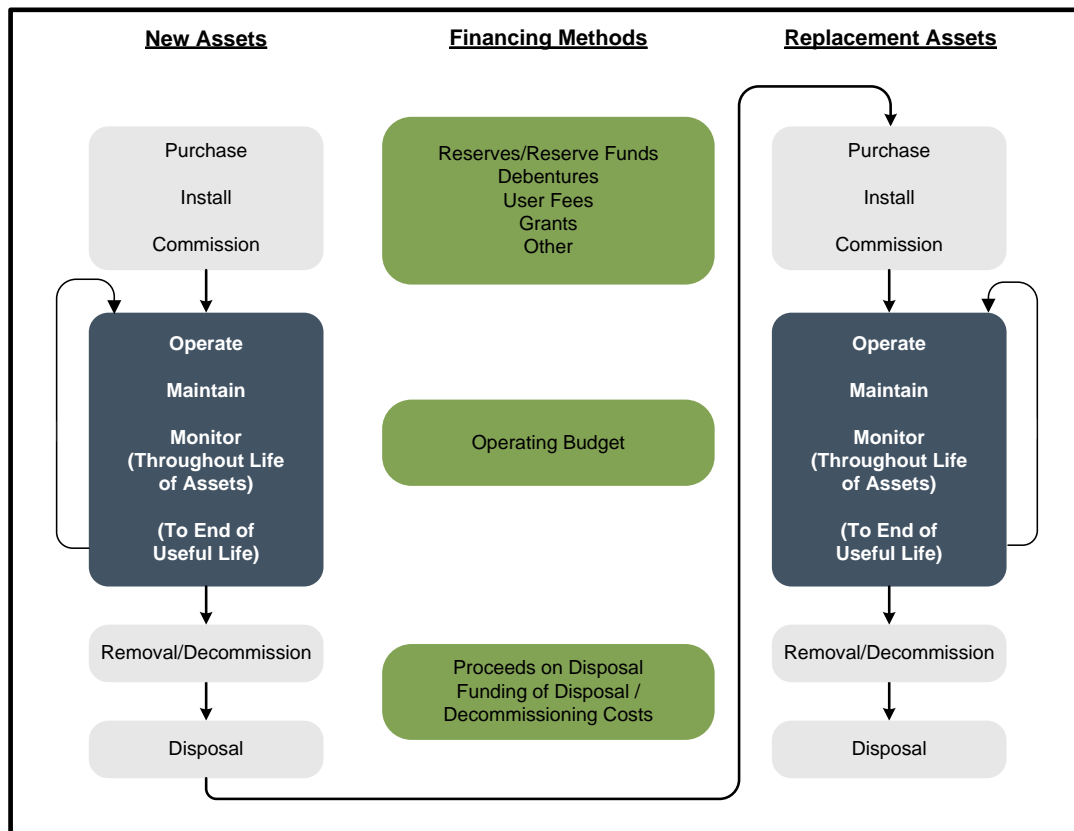 New Assets
Financing Methods
Replacement Assets
Purchase
Install
Commission
Operate
Maintain
Monitor
(Throughout Life
of Assets)
(To End of
Useful Life)
Removal/Decommission
Disposal
Reserves/Reserve Funds
Debentures
User Fees
Grants
Other
Operating Budget
Proceeds on Disposal
Funding of Disposal /
Decommissioning Costs
Purchase
Install
Commission
Operate
Maintain
Monitor
(Throughout Life
of Assets)
(To End of
Useful Life)
Removal/Decommission
Disposal